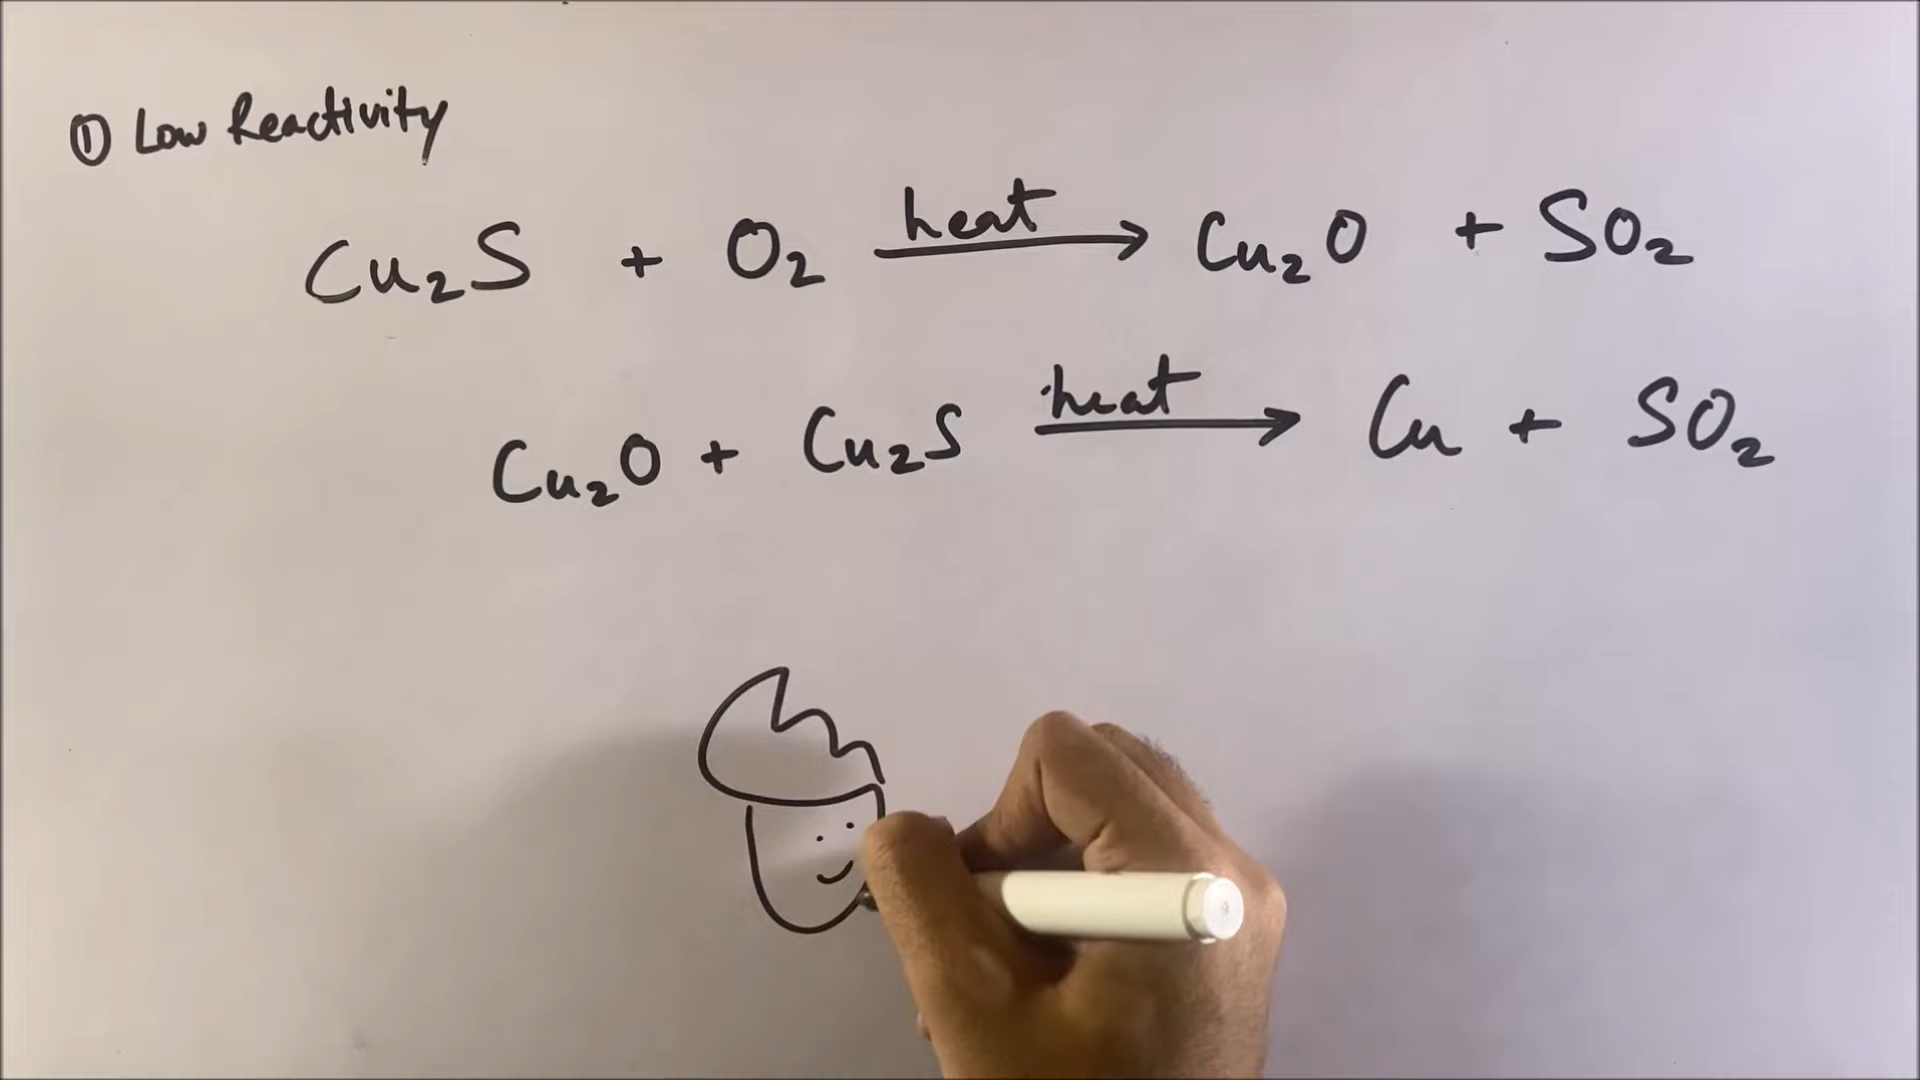 ① Low Reactivity
Cu₂S + O₂ heat → Cu₂O + SO₂
Cu₂O + Cu₂S heat → Cu + SO₂